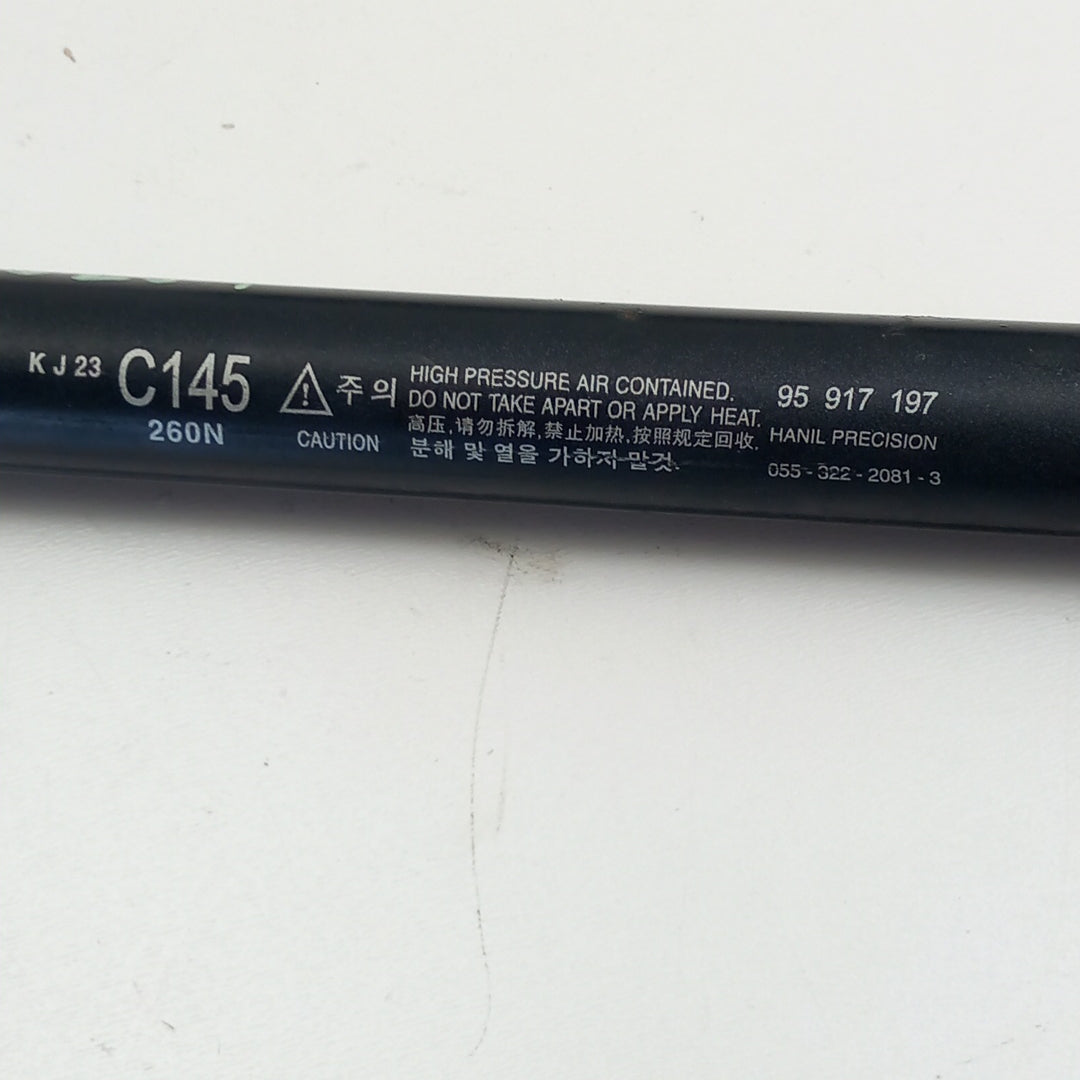 KJ23 C145
260N
주의
CAUTION
HIGH PRESSURE AIR CONTAINED.
DO NOT TAKE APART OR APPLY HEAT.
高压,请勿拆解,禁止加热,按照规定回收.
분해 및 열을 가하지 말것.
95 917 197
HANIL PRECISION
055-322-2081-3